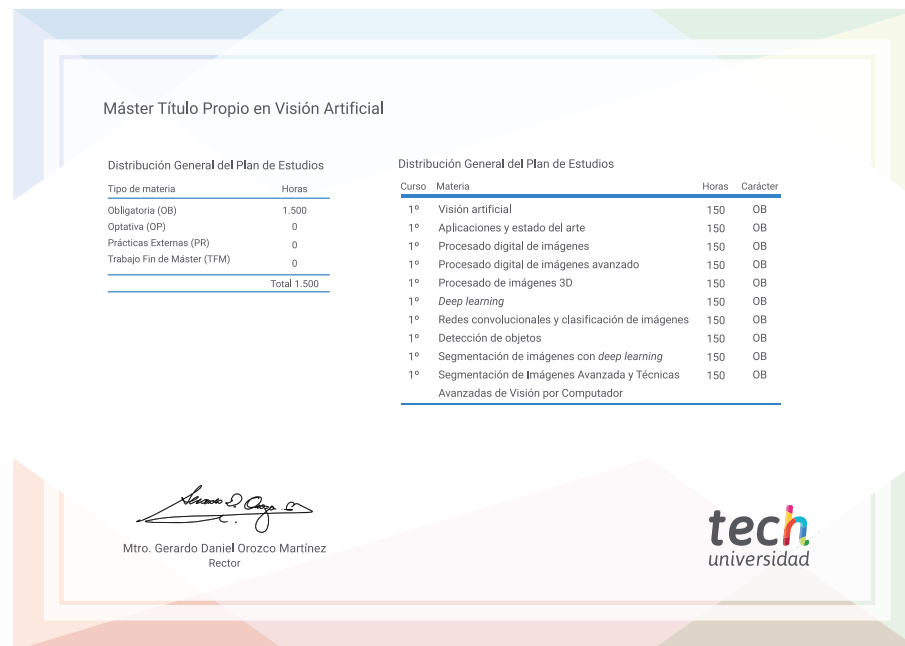 Máster Título Propio en Visión Artificial
Distribución General del Plan de Estudios
Tipo de materia Horas
Obligatoria (OB) 1.500
Optativa (OP) 0
Prácticas Externas (PR) 0
Trabajo Fin de Máster (TFM) 0
Total 1.500
Distribución General del Plan de Estudios
Curso Materia Horas Carácter
1º Visión artificial 150 OB
1º Aplicaciones y estado del arte 150 OB
1º Procesado digital de imágenes 150 OB
1º Procesado digital de imágenes avanzado 150 OB
1º Procesado de imágenes 3D 150 OB
1º Deep learning 150 OB
1º Redes convolucionales y clasificación de imágenes 150 OB
1º Detección de objetos 150 OB
1º Segmentación de imágenes con deep learning 150 OB
1º Segmentación de Imágenes Avanzada y Técnicas 150 OB
Avanzadas de Visión por Computador
Mtro. Gerardo Daniel Orozco Martínez
Rector
tech
universidad